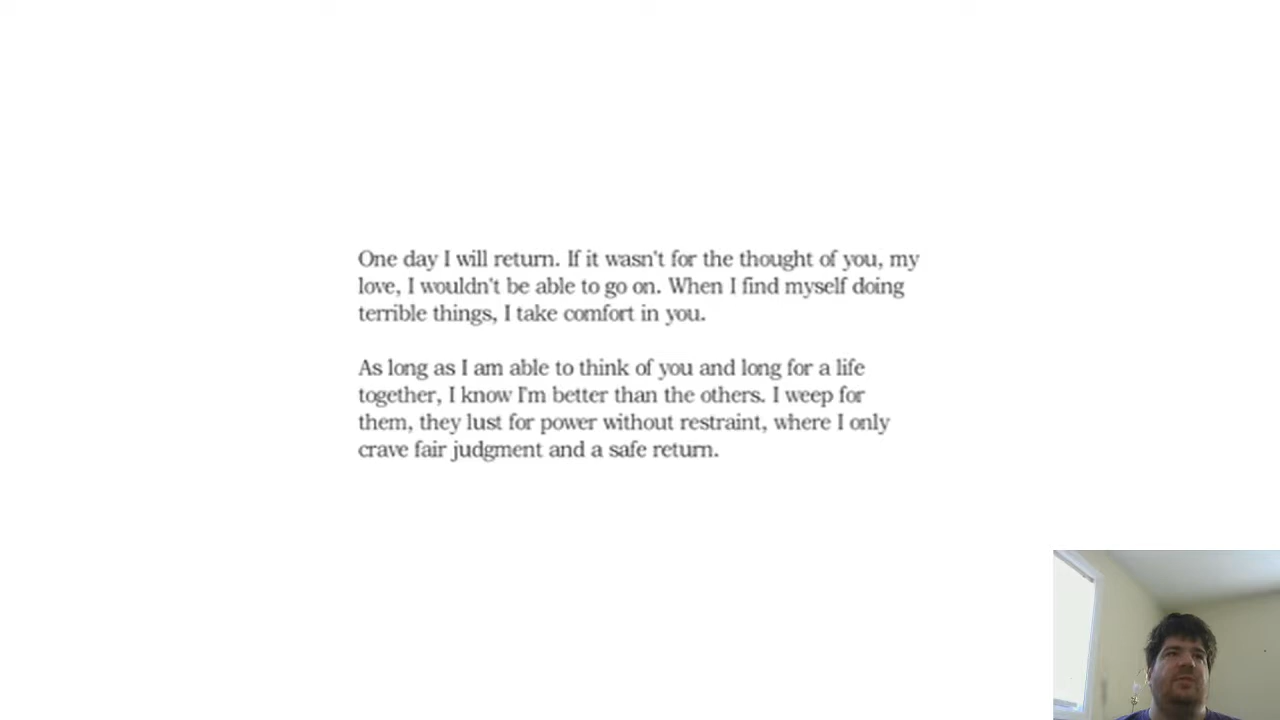 One day I will return. If it wasn't for the thought of you, my
love, I wouldn't be able to go on. When I find myself doing
terrible things, I take comfort in you.
As long as I am able to think of you and long for a life
together, I know I'm better than the others. I weep for
them, they lust for power without restraint, where I only
crave fair judgment and a safe return.